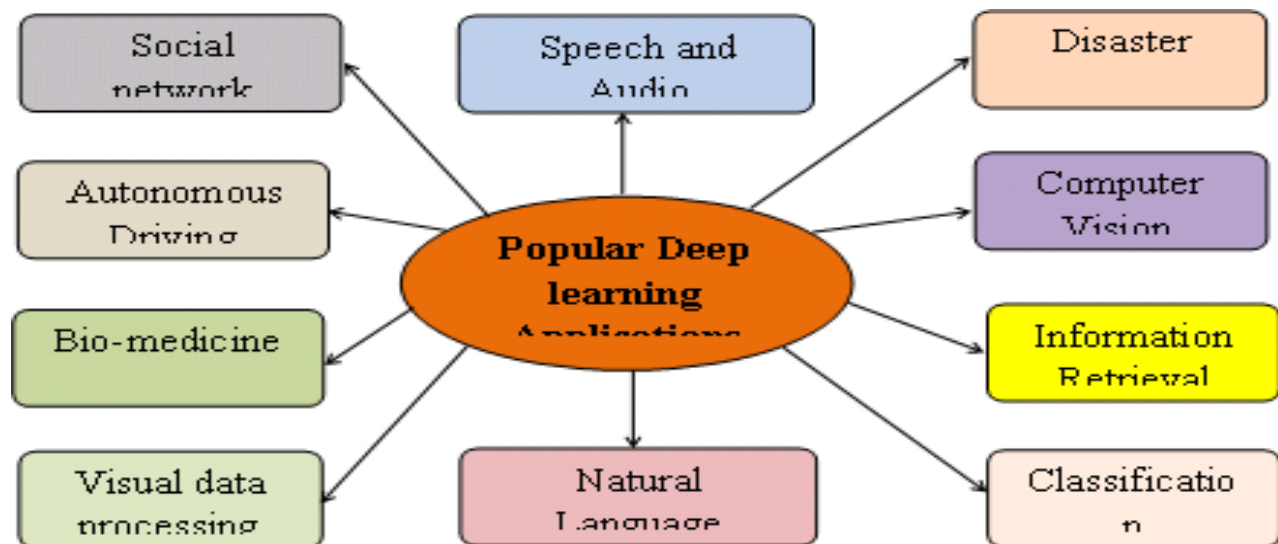 Social
network
Speech and
Audio
Disaster
Autonomous
Driving
Computer
Vision
Popular Deep
learning
Applications
Bio-medicine
Information
Retrieval
Visual data
processing
Natural
Language
Classificatio
n